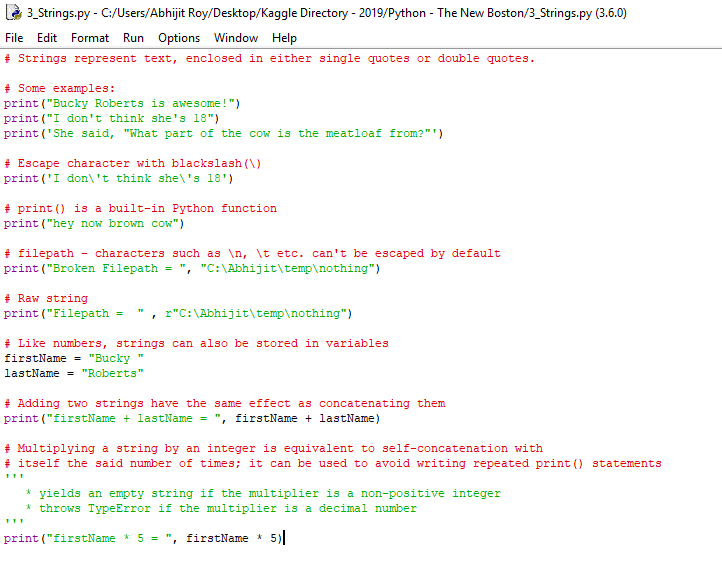 3_Strings.py - C:/Users/Abhijit Roy/Desktop/Kaggle Directory - 2019/Python - The New Boston/3_Strings.py (3.6.0)
File Edit Format Run Options Window Help
# Strings represent text, enclosed in either single quotes or double quotes.
# Some examples:
print("Bucky Roberts is awesome!")
print("I don't think she's 18")
print('She said, "What part of the cow is the meatloaf from?"')
# Escape character with blackslash(\)
print('I don\'t think she\'s 18')
# print() is a built-in Python function
print("hey now brown cow")
# filepath - characters such as \n, \t etc. can't be escaped by default
print("Broken Filepath = ", "C:\Abhijit\temp\nothing")
# Raw string
print("Filepath =  " , r"C:\Abhijit\temp\nothing")
# Like numbers, strings can also be stored in variables
firstName = "Bucky "
lastName = "Roberts"
# Adding two strings have the same effect as concatenating them
print("firstName + lastName = ", firstName + lastName)
# Multiplying a string by an integer is equivalent to self-concatenation with
# itself the said number of times; it can be used to avoid writing repeated print() statements
'''
   * yields an empty string if the multiplier is a non-positive integer
   * throws TypeError if the multiplier is a decimal number
'''
print("firstName * 5 = ", firstName * 5)